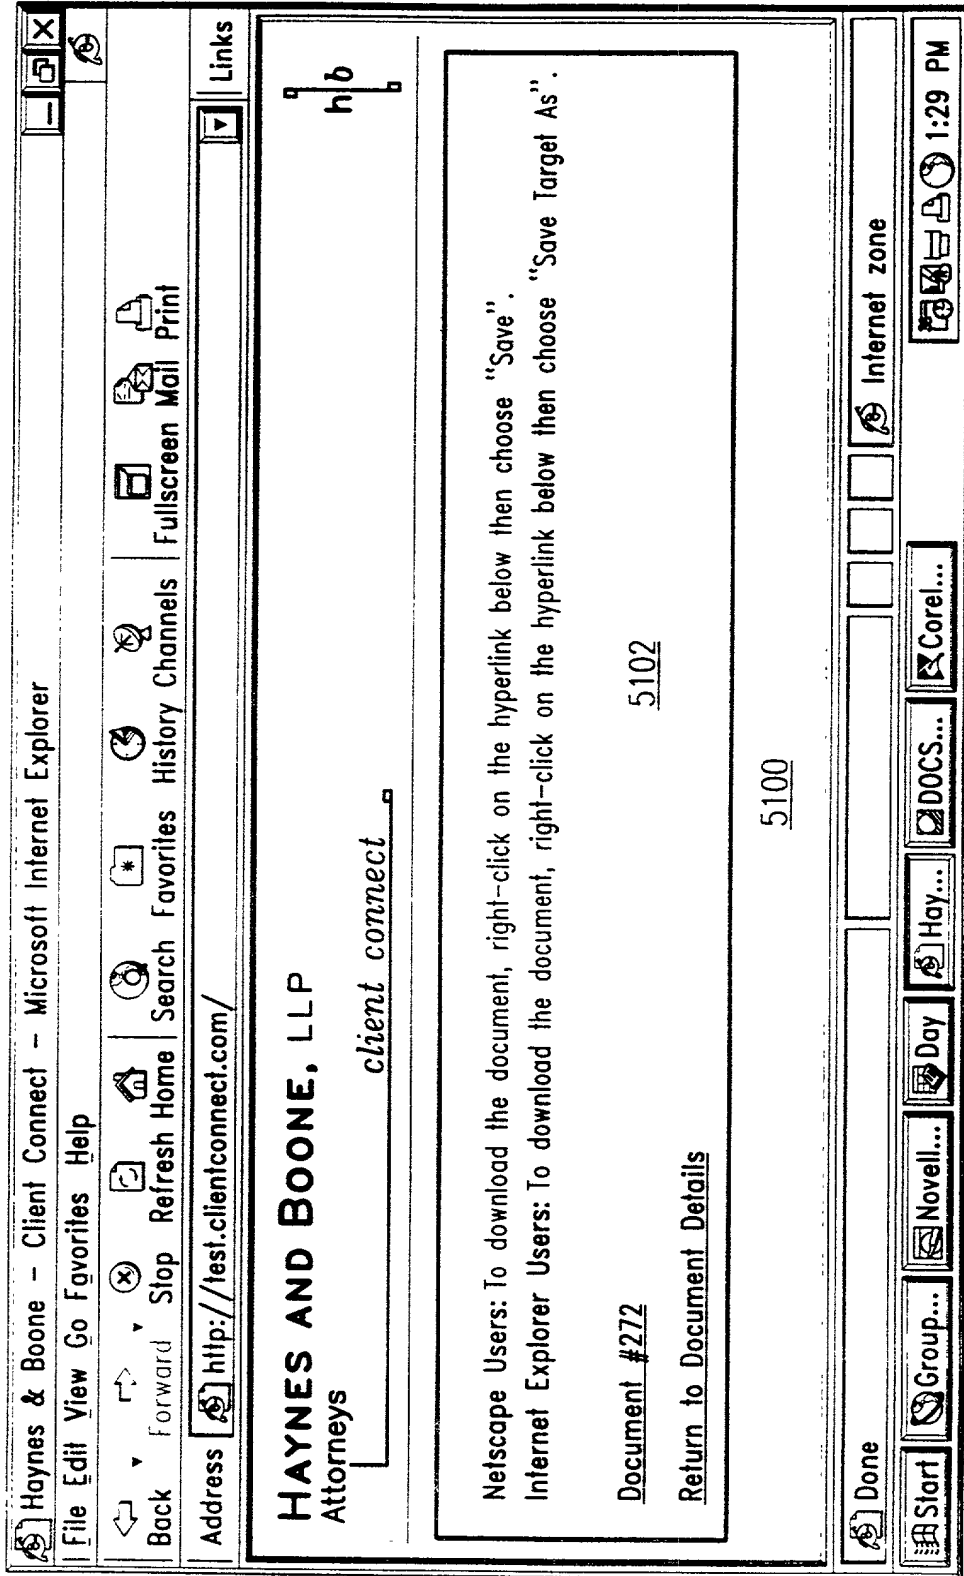 Haynes & Boone – Client Connect – Microsoft Internet Explorer
File Edit View Go Favorites Help
Back Forward Stop Refresh Home Search Favorites History Channels Fullscreen Mail Print
Address http://test.clientconnect.com/ Links
HAYNES AND BOONE, LLP
Attorneys
client connect
h b
Netscape Users: To download the document, right-click on the hyperlink below then choose "Save".
Internet Explorer Users: To download the document, right-click on the hyperlink below then choose "Save Target As".
Document #272
5102
Return to Document Details
5100
Done Internet zone
Start Group... Novell... Day Hay... DOCS... Corel... 1:29 PM